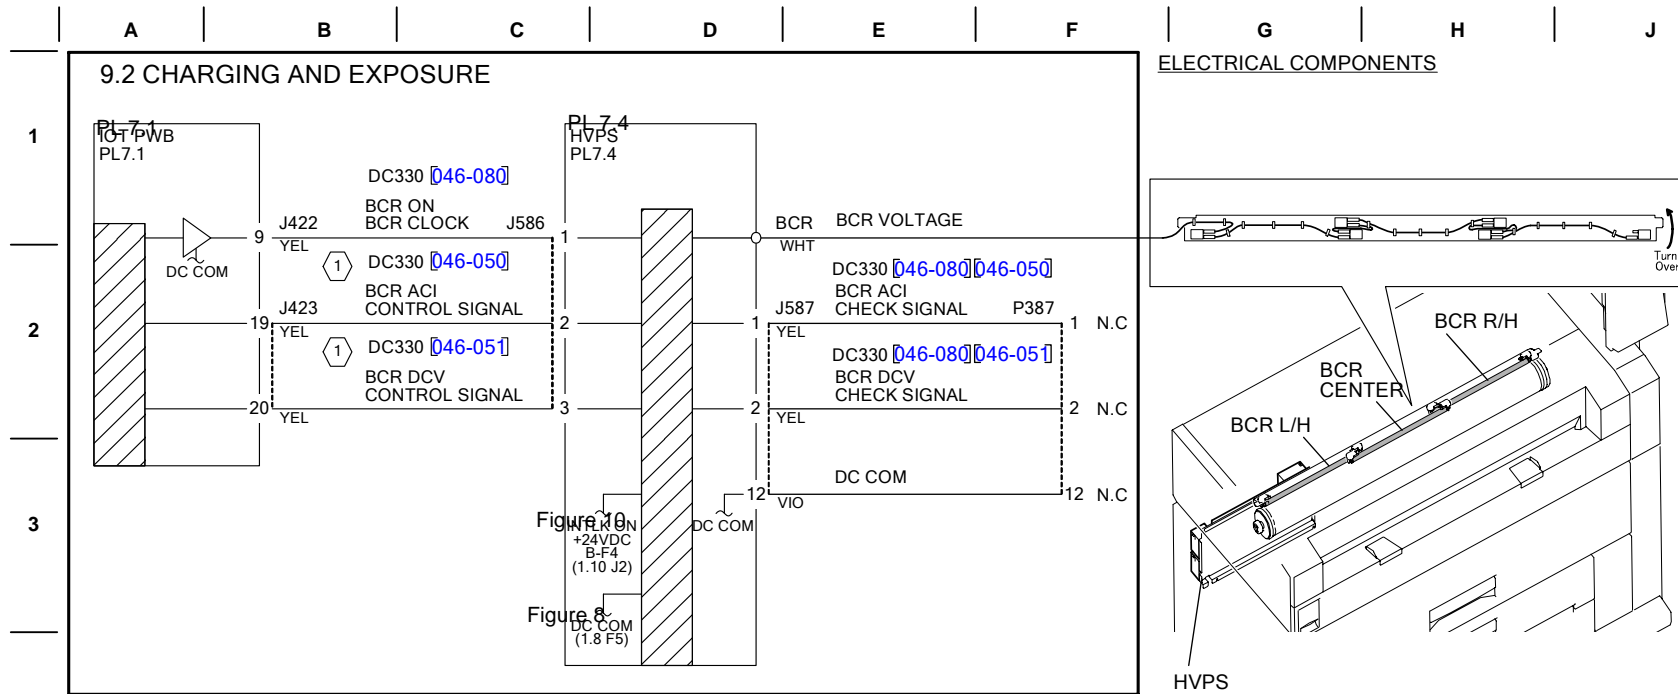 A B C D E F G H J
9.2 CHARGING AND EXPOSURE
ELECTRICAL COMPONENTS
1
PL 7.1
IOT PWB
PL7.1
PL 7.4
HVPS
PL7.4
DC330 [046-080]
BCR ON
BCR CLOCK
J422
J586
9
YEL
1
BCR
WHT
BCR VOLTAGE
DC COM
1
DC330 [046-050]
BCR ACI
CONTROL SIGNAL
DC330 [046-080][046-050]
BCR ACI
CHECK SIGNAL
Turn
Over
2
J423
19
YEL
2
1
J587
YEL
P387
1 N.C
1
DC330 [046-051]
BCR DCV
CONTROL SIGNAL
DC330 [046-080][046-051]
BCR DCV
CHECK SIGNAL
20
YEL
3
2
YEL
2 N.C
BCR R/H
BCR
CENTER
BCR L/H
DC COM
12
VIO
12 N.C
3
Figure 10
INTLK ON
+24VDC
B-F4
(1.10 J2)
DC COM
Figure 8
DC COM
(1.8 F5)
HVPS